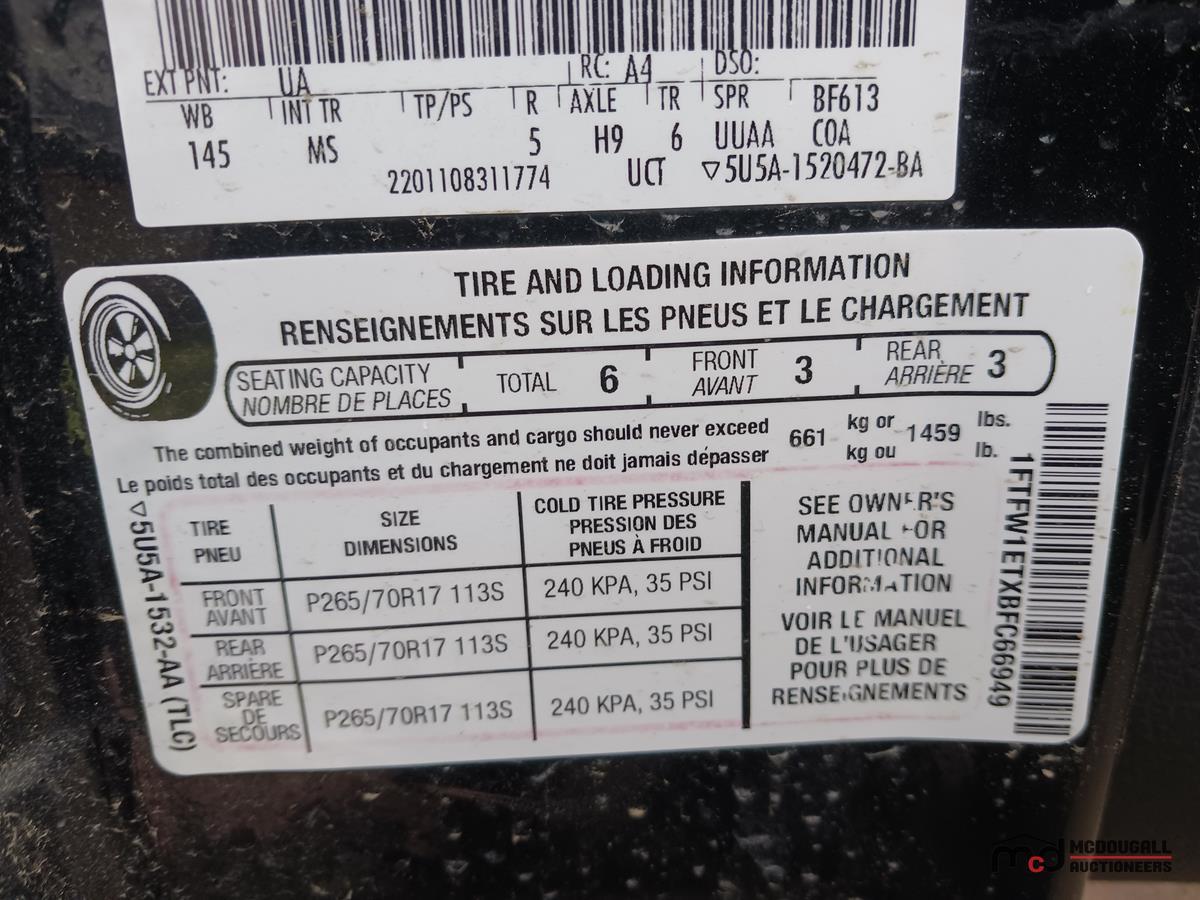 EXT PNT: UA RC: A4 DSO:
WB INT TR TP/PS R AXLE TR SPR BF613
145 MS 5 H9 6 UUAA COA
2201108311774 UCT ▽5U5A-1520472-BA
TIRE AND LOADING INFORMATION
RENSEIGNEMENTS SUR LES PNEUS ET LE CHARGEMENT
SEATING CAPACITY
NOMBRE DE PLACES
TOTAL 6
FRONT
AVANT 3
REAR
ARRIÈRE 3
The combined weight of occupants and cargo should never exceed
Le poids total des occupants et du chargement ne doit jamais dépasser
661 kg or 1459 lbs.
kg ou lb.
TIRE
PNEU
SIZE
DIMENSIONS
COLD TIRE PRESSURE
PRESSION DES
PNEUS À FROID
FRONT
AVANT
P265/70R17 113S
240 KPA, 35 PSI
REAR
ARRIÈRE
P265/70R17 113S
240 KPA, 35 PSI
SPARE
DE
SECOURS
P265/70R17 113S
240 KPA, 35 PSI
SEE OWNER'S
MANUAL FOR
ADDITIONAL
INFORMATION
VOIR LE MANUEL
DE L'USAGER
POUR PLUS DE
RENSEIGNEMENTS
▽5U5A-1532-AA (TLC)
1FTFW1ETXBFC66949
mcd MCDOUGALL
AUCTIONEERS